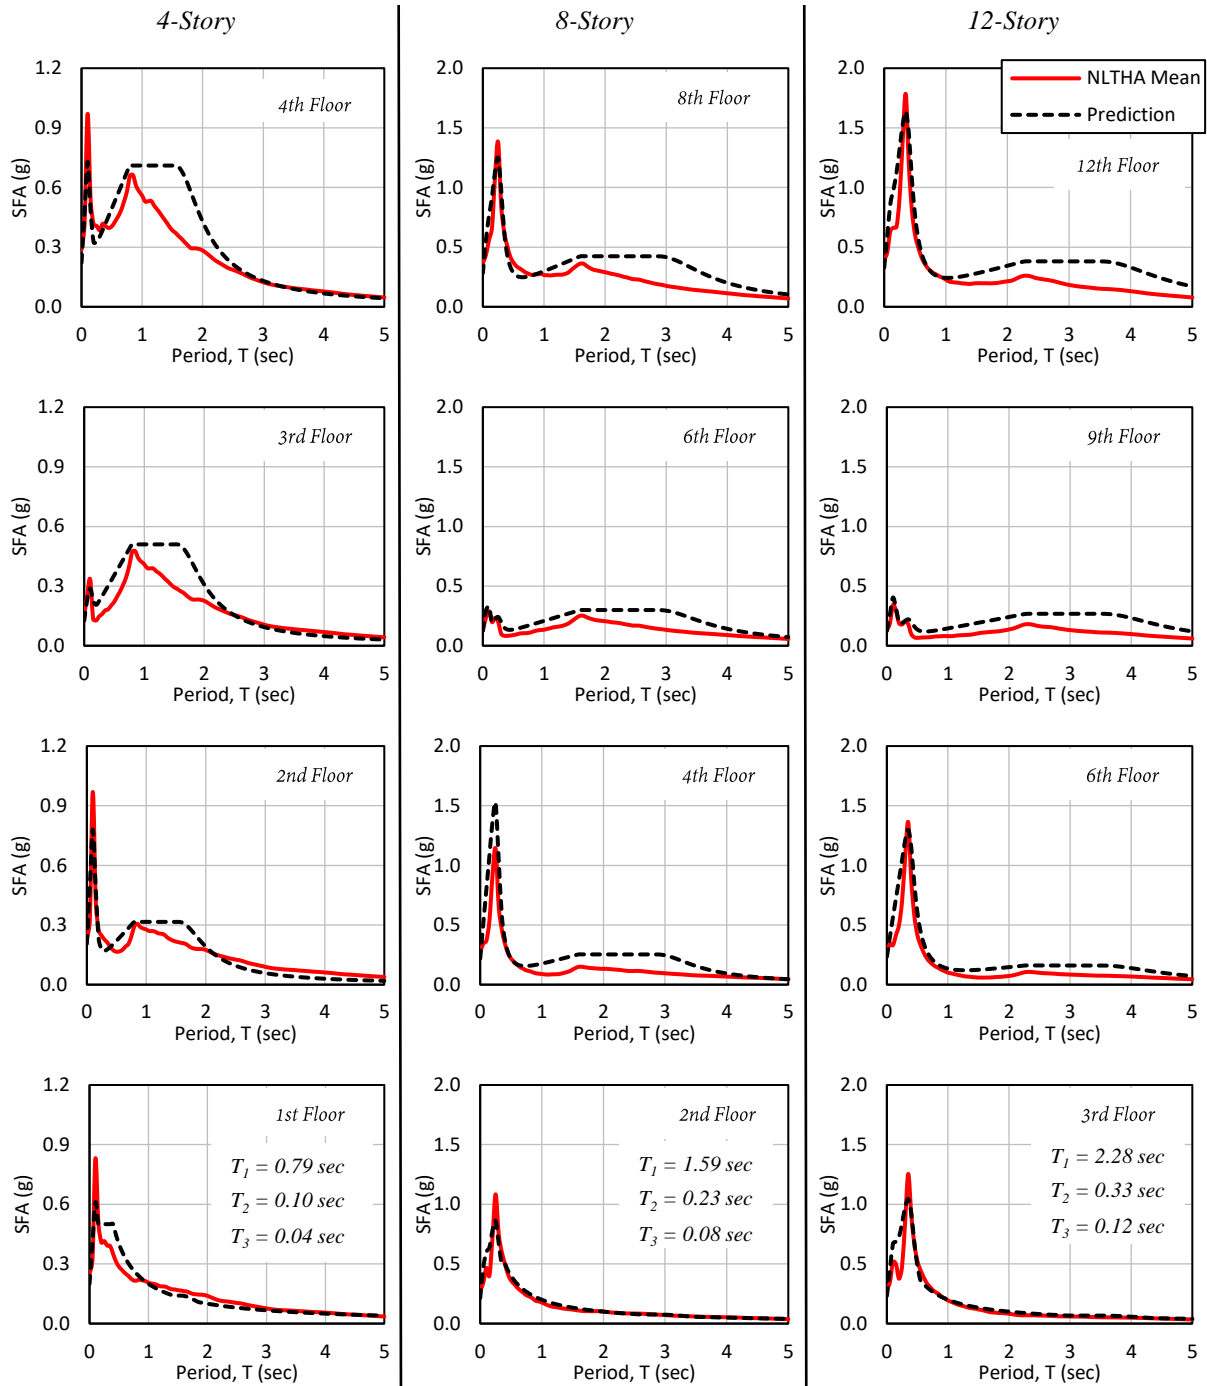 4-Story 8-Story 12-Story
NLTHA Mean
Prediction
4th Floor
SFA (g)
1.2
0.9
0.6
0.3
0.0
0 1 2 3 4 5
Period, T (sec)
8th Floor
SFA (g)
2.0
1.5
1.0
0.5
0.0
0 1 2 3 4 5
Period, T (sec)
12th Floor
SFA (g)
2.0
1.5
1.0
0.5
0.0
0 1 2 3 4 5
Period, T (sec)
3rd Floor
SFA (g)
1.2
0.9
0.6
0.3
0.0
0 1 2 3 4 5
Period, T (sec)
6th Floor
SFA (g)
2.0
1.5
1.0
0.5
0.0
0 1 2 3 4 5
Period, T (sec)
9th Floor
SFA (g)
2.0
1.5
1.0
0.5
0.0
0 1 2 3 4 5
Period, T (sec)
2nd Floor
SFA (g)
1.2
0.9
0.6
0.3
0.0
0 1 2 3 4 5
Period, T (sec)
4th Floor
SFA (g)
2.0
1.5
1.0
0.5
0.0
0 1 2 3 4 5
Period, T (sec)
6th Floor
SFA (g)
2.0
1.5
1.0
0.5
0.0
0 1 2 3 4 5
Period, T (sec)
1st Floor
T1 = 0.79 sec
T2 = 0.10 sec
T3 = 0.04 sec
SFA (g)
1.2
0.9
0.6
0.3
0.0
0 1 2 3 4 5
Period, T (sec)
2nd Floor
T1 = 1.59 sec
T2 = 0.23 sec
T3 = 0.08 sec
SFA (g)
2.0
1.5
1.0
0.5
0.0
0 1 2 3 4 5
Period, T (sec)
3rd Floor
T1 = 2.28 sec
T2 = 0.33 sec
T3 = 0.12 sec
SFA (g)
2.0
1.5
1.0
0.5
0.0
0 1 2 3 4 5
Period, T (sec)